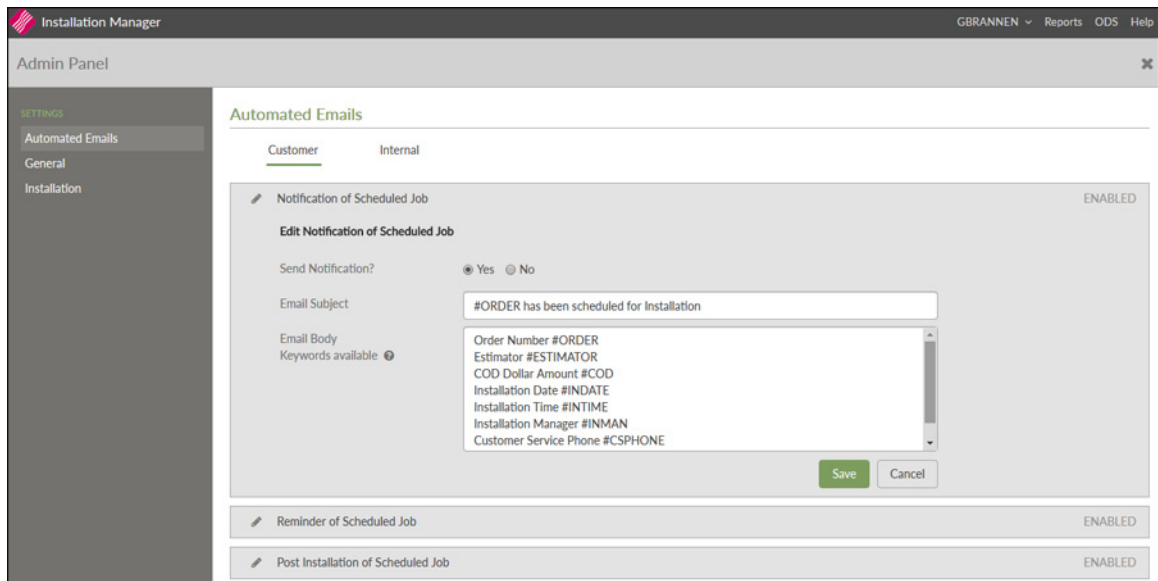 Installation Manager
GBRANNEN Reports ODS Help
Admin Panel
SETTINGS
Automated Emails
General
Installation
Automated Emails
Customer Internal
Notification of Scheduled Job ENABLED
Edit Notification of Scheduled Job
Send Notification? Yes No
Email Subject #ORDER has been scheduled for Installation
Email Body
Keywords available
Order Number #ORDER
Estimator #ESTIMATOR
COD Dollar Amount #COD
Installation Date #INDATE
Installation Time #INTIME
Installation Manager #INMAN
Customer Service Phone #CSPHONE
Save Cancel
Reminder of Scheduled Job ENABLED
Post Installation of Scheduled Job ENABLED